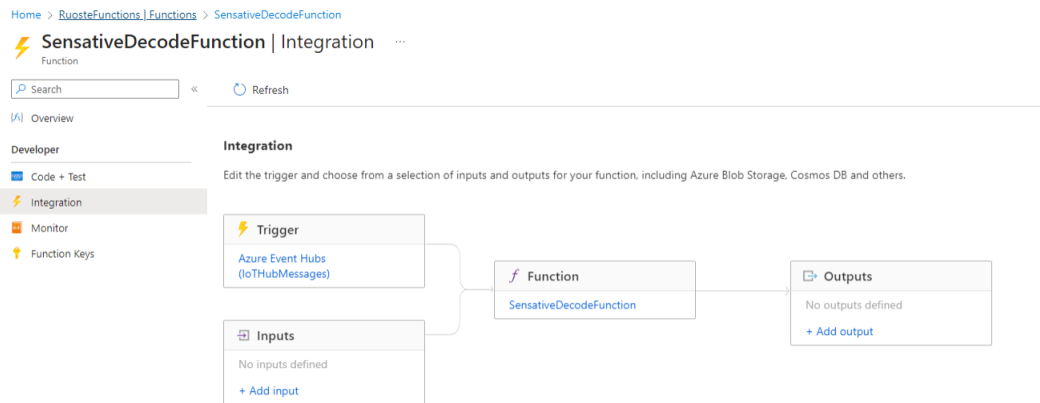 Home > RuosteFunctions | Functions > SensativeDecodeFunction
SensativeDecodeFunction | Integration ...
Function
Search «
Refresh
Overview
Developer
Code + Test
Integration
Monitor
Function Keys
Integration
Edit the trigger and choose from a selection of inputs and outputs for your function, including Azure Blob Storage, Cosmos DB and others.
Trigger
Azure Event Hubs
(IoTHubMessages)
Inputs
No inputs defined
+ Add input
Function
SensativeDecodeFunction
Outputs
No outputs defined
+ Add output